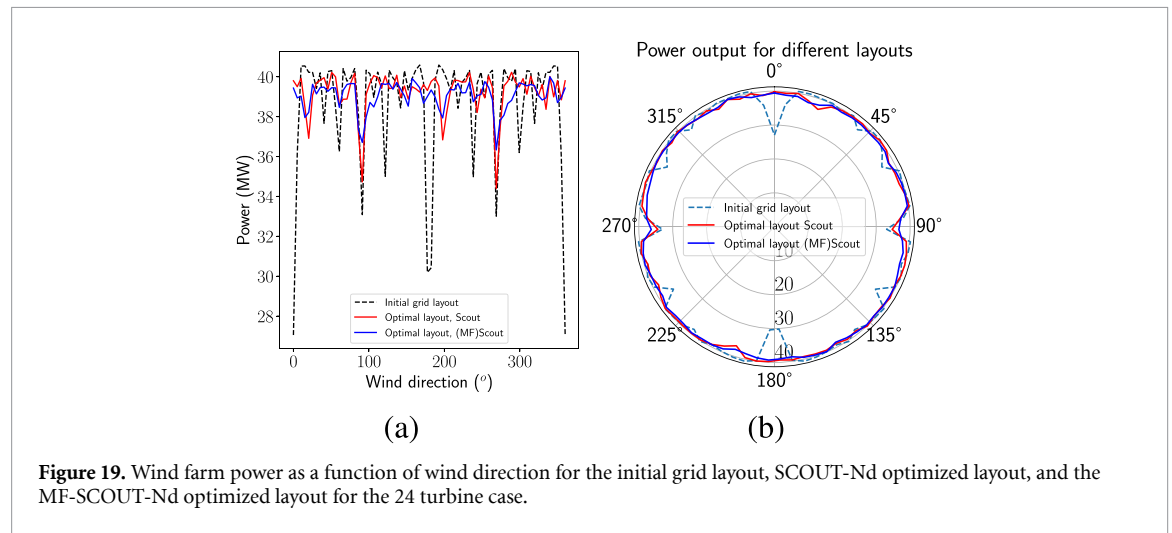 40
38
36
34
32
30
28
Power (MW)
Initial grid layout
Optimal layout, Scout
Optimal layout, (MF)Scout
0
100
200
300
Wind direction (°)
(a)
Power output for different layouts
0°
45°
90°
135°
180°
225°
270°
315°
Initial grid layout
Optimal layout Scout
Optimal layout (MF)Scout
10
20
30
40
(b)
Figure 19. Wind farm power as a function of wind direction for the initial grid layout, SCOUT-Nd optimized layout, and the
MF-SCOUT-Nd optimized layout for the 24 turbine case.